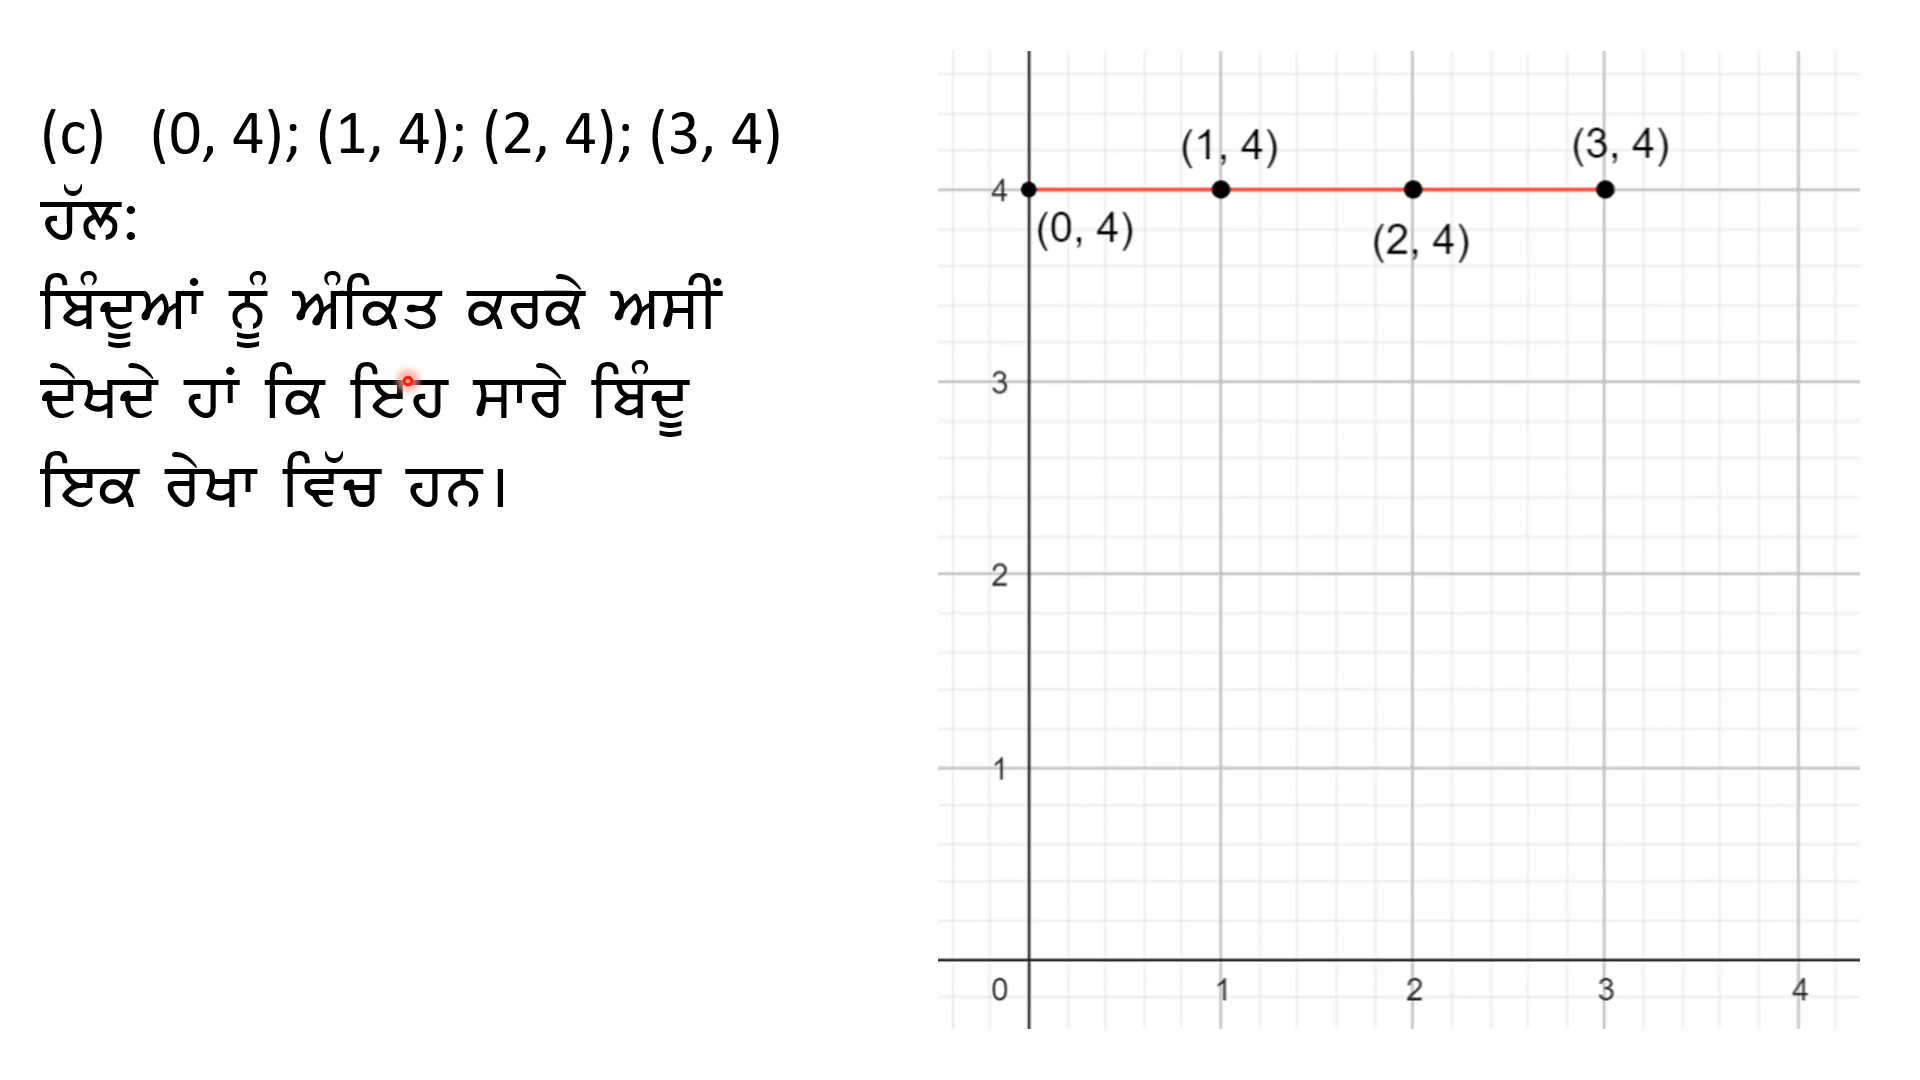 (c) (0, 4); (1, 4); (2, 4); (3, 4)
ਹੱਲ:
ਬਿੰਦੂਆਂ ਨੂੰ ਅੰਕਿਤ ਕਰਕੇ ਅਸੀਂ
ਦੇਖਦੇ ਹਾਂ ਕਿ ਇਹ ਸਾਰੇ ਬਿੰਦੂ
ਇਕ ਰੇਖਾ ਵਿੱਚ ਹਨ।
(1, 4) (3, 4)
4
(0, 4) (2, 4)
3
2
1
0 1 2 3 4